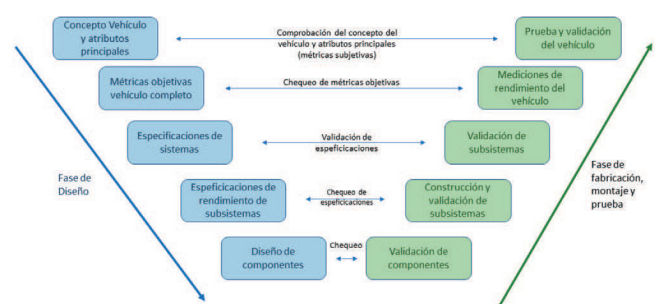 Concepto Vehículo
y atributos
principales
Comprobación del concepto del
vehículo y atributos principales
(métricas subjetivas)
Prueba y validación
del vehículo
Métricas objetivas
vehículo completo
Chequeo de métricas objetivas
Mediciones de
rendimiento del
vehículo
Especificaciones de
sistemas
Validación de
espeficicaciones
Validación de
subsistemas
Fase de
Diseño
Fase de
fabricación,
montaje y
prueba
Espeficicaciones de
rendimiento de
subsistemas
Chequeo de
espeficicaciones
Construcción y
validación de
subsistemas
Diseño de
componentes
Chequeo
Validación de
componentes